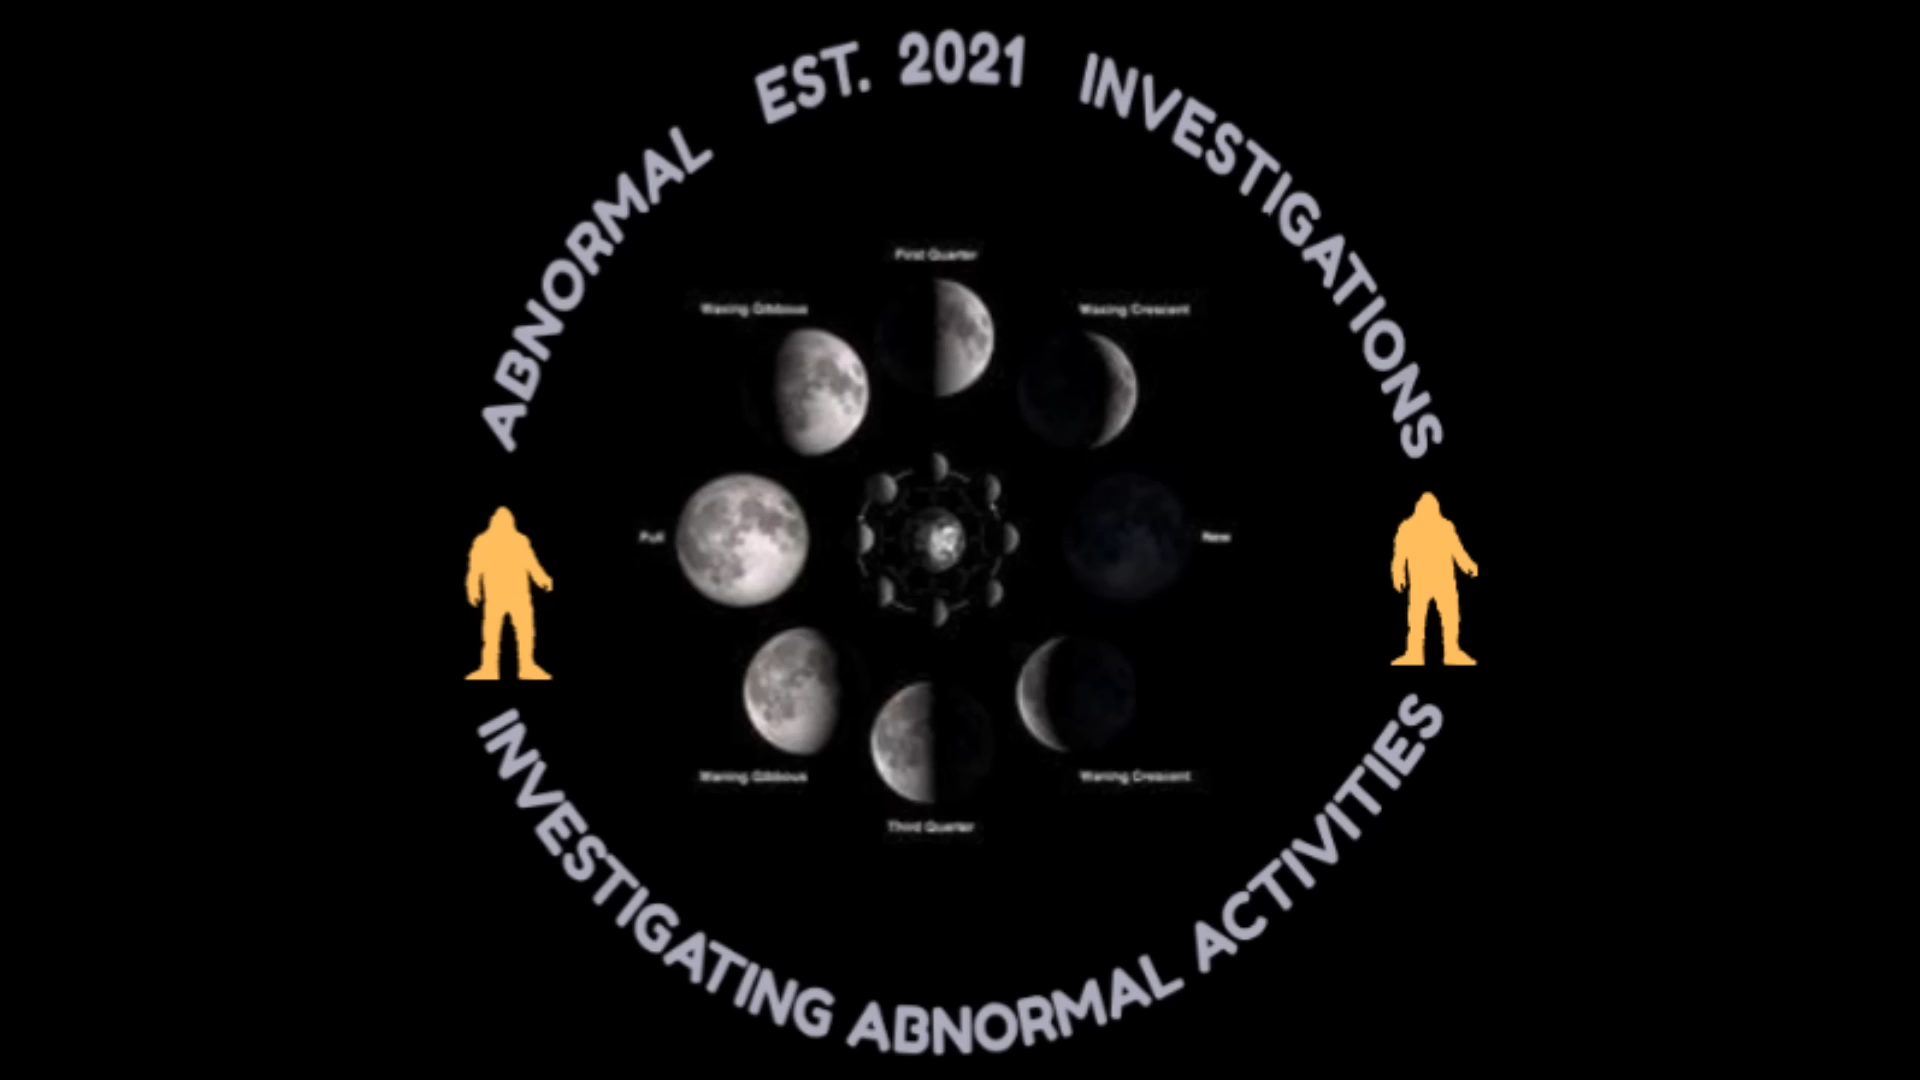 ABNORMAL EST. 2021 INVESTIGATIONS
First Quarter
Waxing Gibbous
Waxing Crescent
Full
New
Waning Gibbous
Waning Crescent
Third Quarter
INVESTIGATING ABNORMAL ACTIVITIES